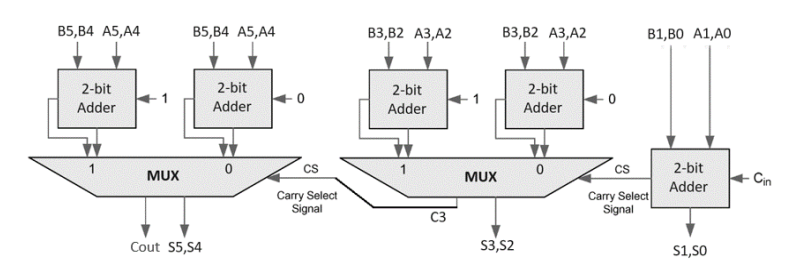 B5,B4 A5,A4
B5,B4 A5,A4
B3,B2 A3,A2
B3,B2 A3,A2
B1,B0 A1,A0
2-bit
Adder
1
2-bit
Adder
0
2-bit
Adder
1
2-bit
Adder
0
1
MUX
0
CS
Carry Select
Signal
1
MUX
0
CS
Carry Select
Signal
2-bit
Adder
Cin
C3
Cout S5,S4
S3,S2
S1,S0